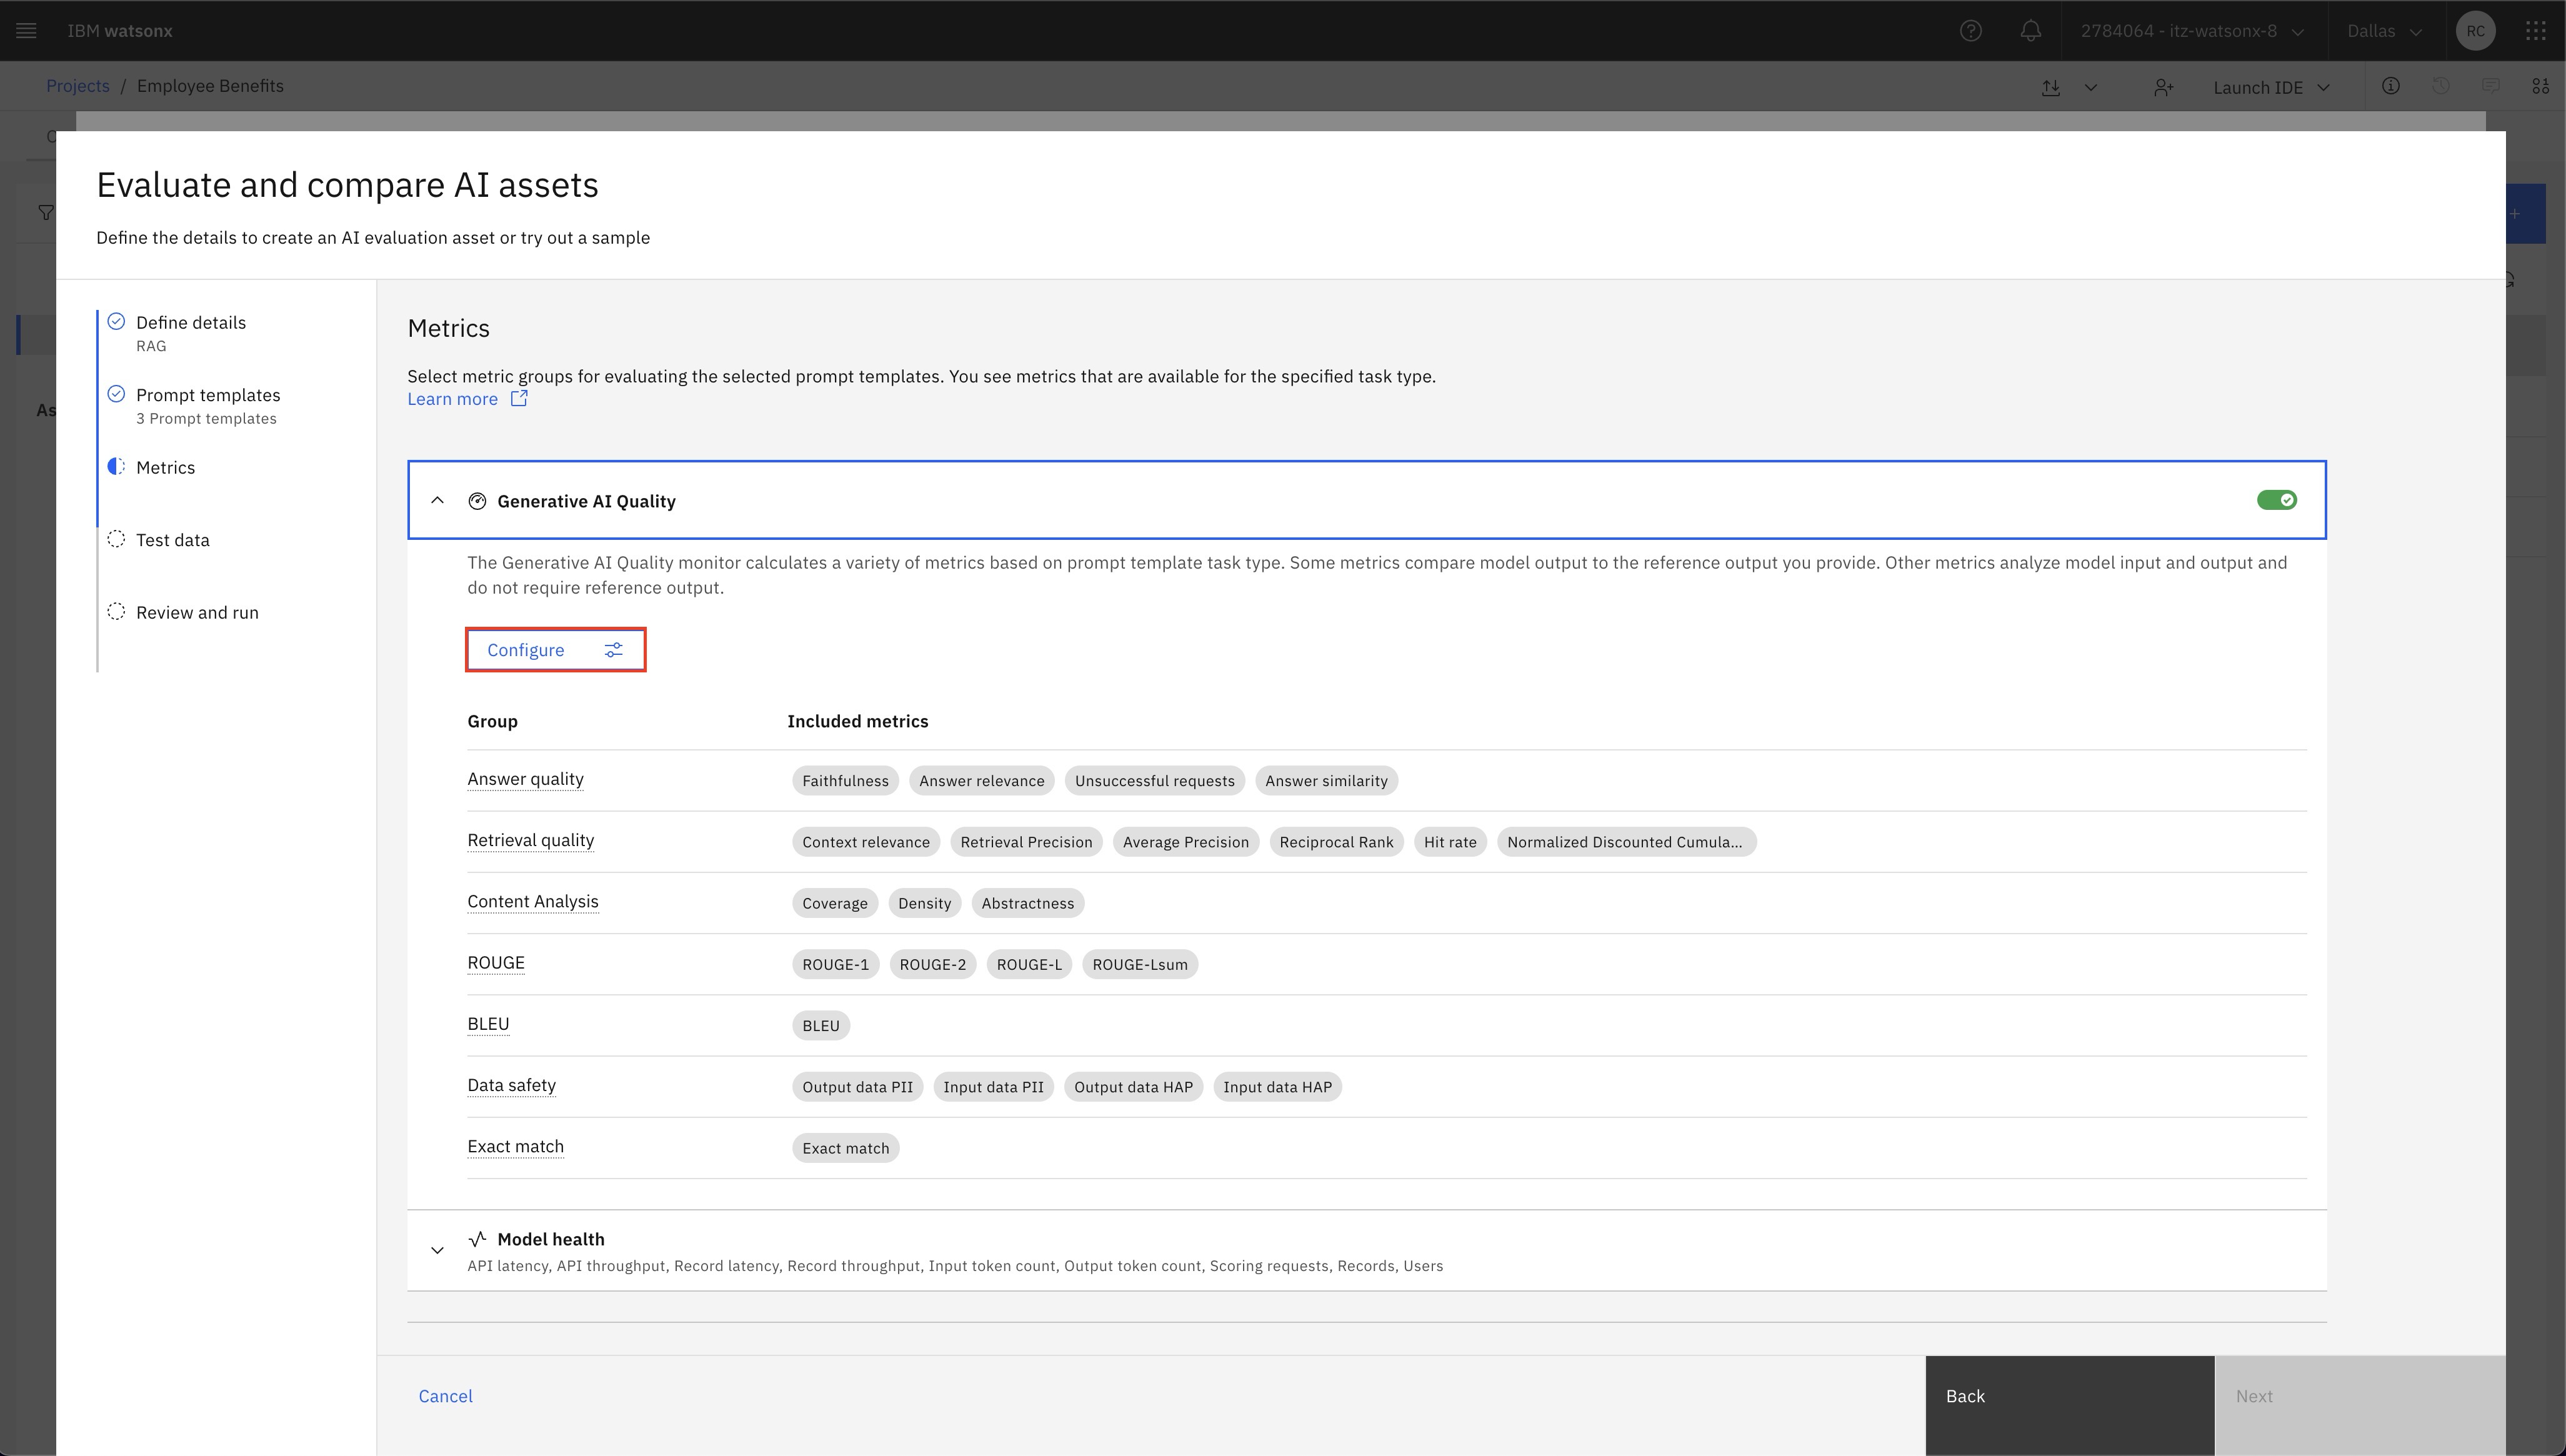 IBM watsonx
2784064 - itz-watsonx-8
Dallas
RC
Projects / Employee Benefits
Launch IDE
Evaluate and compare AI assets
Define the details to create an AI evaluation asset or try out a sample
Define details
RAG
Prompt templates
3 Prompt templates
Metrics
Test data
Review and run
As
Metrics
Select metric groups for evaluating the selected prompt templates. You see metrics that are available for the specified task type.
Learn more
Generative AI Quality
The Generative AI Quality monitor calculates a variety of metrics based on prompt template task type. Some metrics compare model output to the reference output you provide. Other metrics analyze model input and output and
do not require reference output.
Configure
Group Included metrics
Answer quality Faithfulness Answer relevance Unsuccessful requests Answer similarity
Retrieval quality Context relevance Retrieval Precision Average Precision Reciprocal Rank Hit rate Normalized Discounted Cumula...
Content Analysis Coverage Density Abstractness
ROUGE ROUGE-1 ROUGE-2 ROUGE-L ROUGE-Lsum
BLEU BLEU
Data safety Output data PII Input data PII Output data HAP Input data HAP
Exact match Exact match
Model health
API latency, API throughput, Record latency, Record throughput, Input token count, Output token count, Scoring requests, Records, Users
Cancel
Back
Next